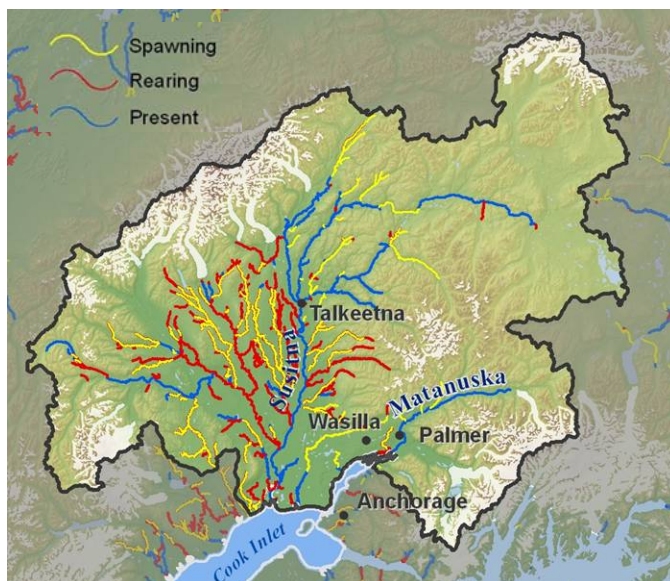 Spawning
Rearing
Present
Talkeetna
Susitna
Matanuska
Wasilla
Palmer
Anchorage
Cook Inlet